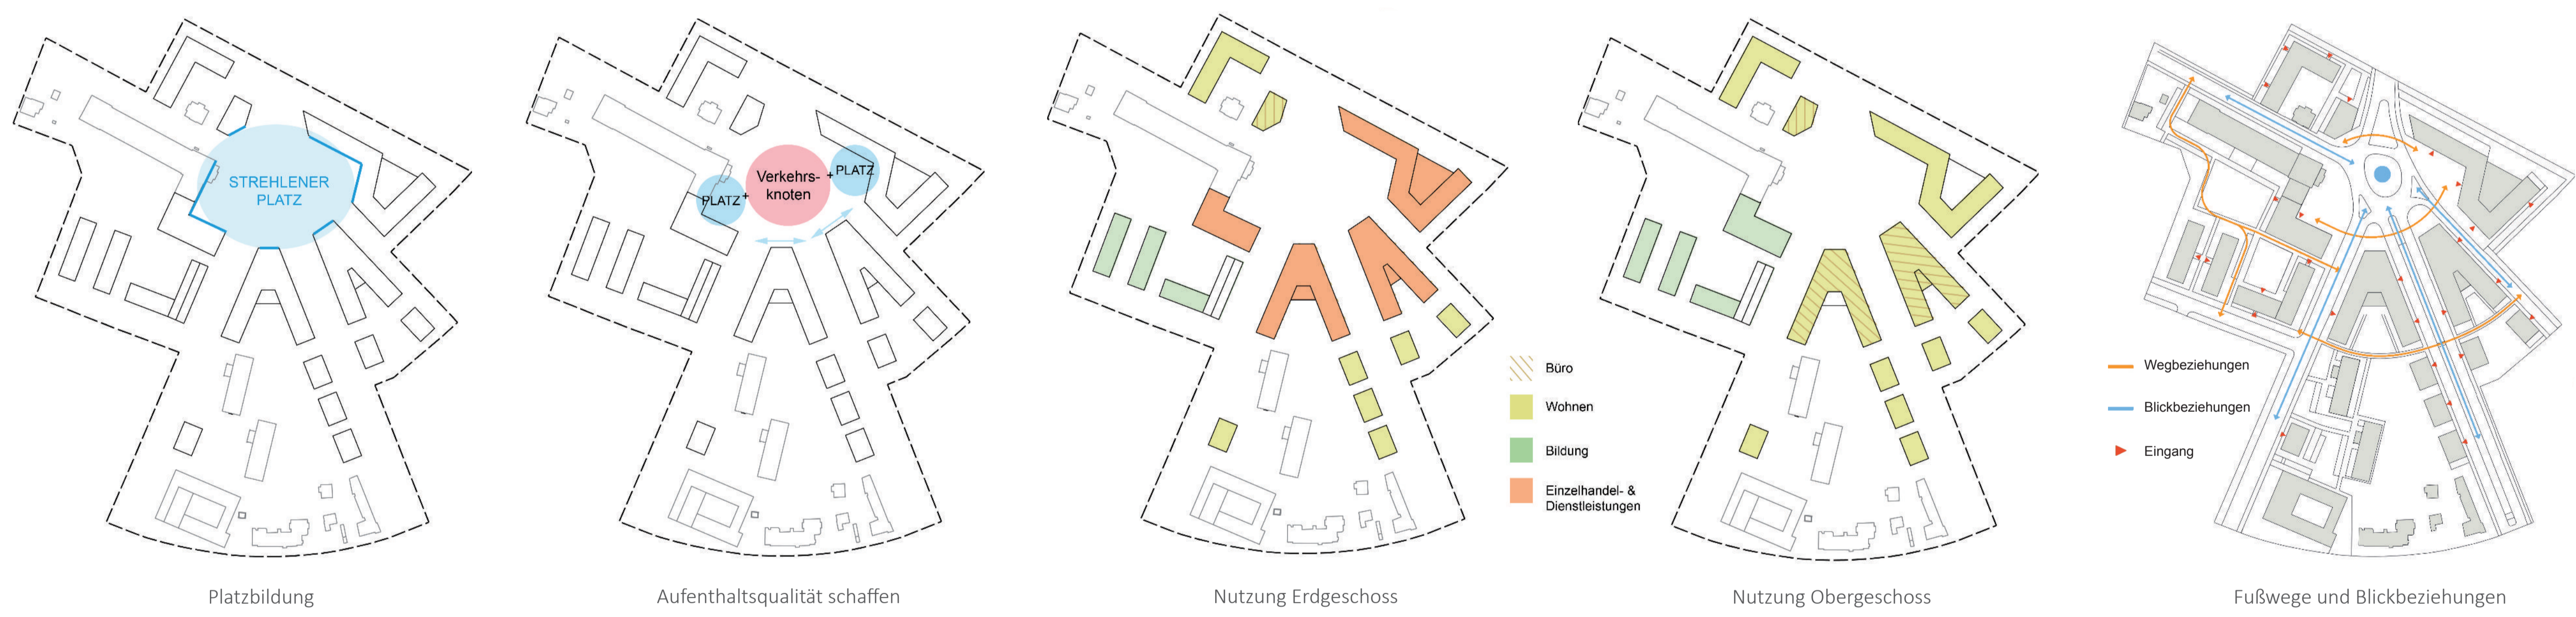 STREHLENER
PLATZ
Platzbildung
PLATZ
+
Verkehrs-
knoten
+
PLATZ
Aufenthaltsqualität schaffen
Nutzung Erdgeschoss
Büro
Wohnen
Bildung
Einzelhandel- &
Dienstleistungen
Nutzung Obergeschoss
Wegbeziehungen
Blickbeziehungen
Eingang
Fußwege und Blickbeziehungen